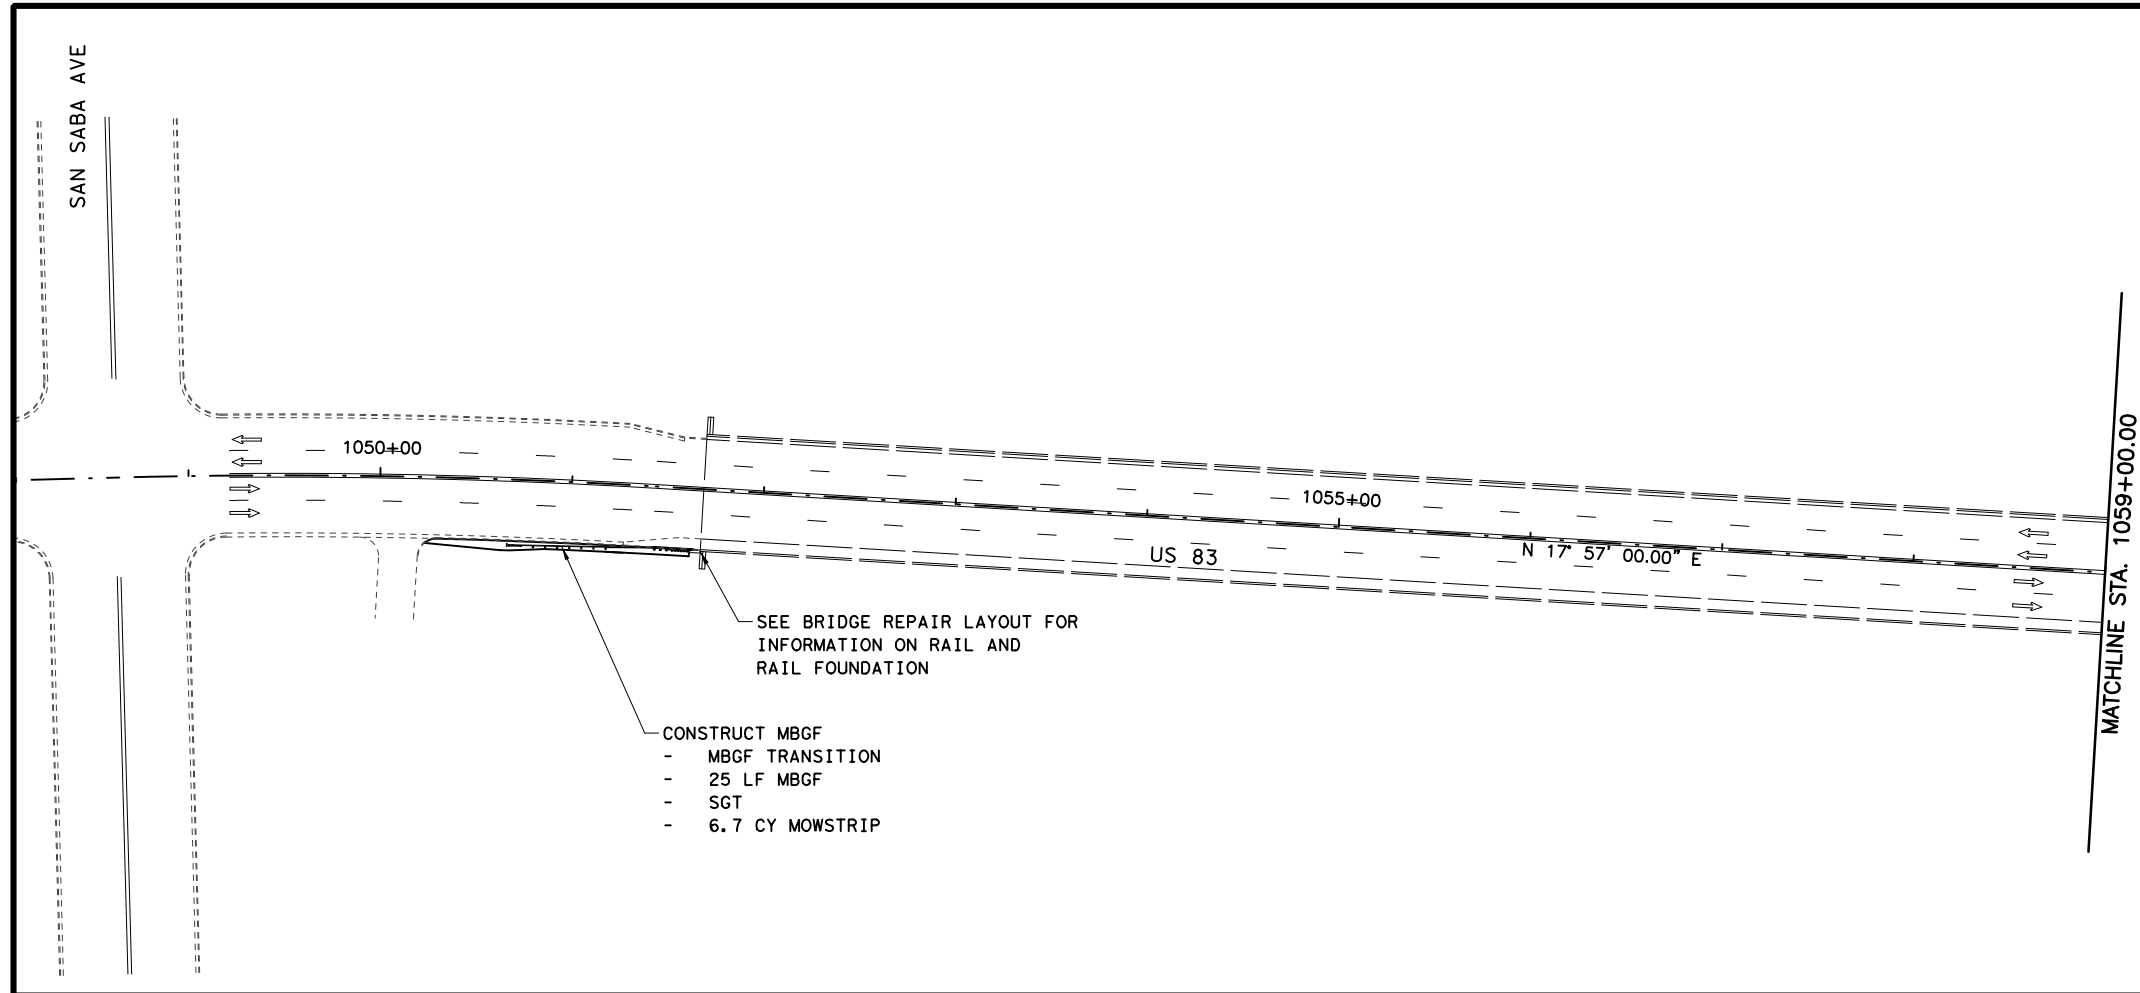 SAN SABA AVE
1050+00
1055+00
N 17° 57' 00.00" E
US 83
MATCHLINE STA. 1059+00.00
SEE BRIDGE REPAIR LAYOUT FOR
INFORMATION ON RAIL AND
RAIL FOUNDATION
CONSTRUCT MBGF
- MBGF TRANSITION
- 25 LF MBGF
- SGT
- 6.7 CY MOWSTRIP